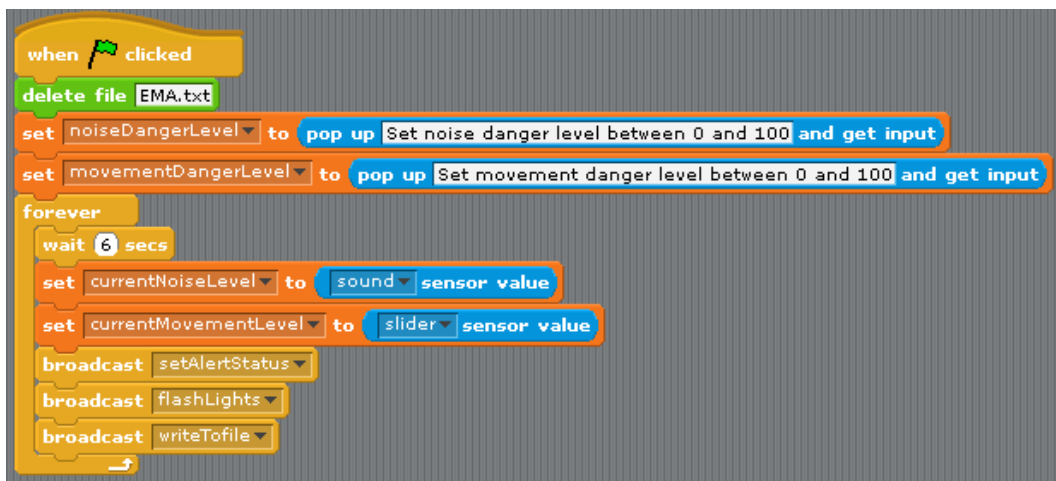 when clicked
delete file EMA.txt
set noiseDangerLevel to pop up Set noise danger level between 0 and 100 and get input
set movementDangerLevel to pop up Set movement danger level between 0 and 100 and get input
forever
wait 6 secs
set currentNoiseLevel to sound sensor value
set currentMovementLevel to slider sensor value
broadcast setAlertStatus
broadcast flashLights
broadcast writeTofile